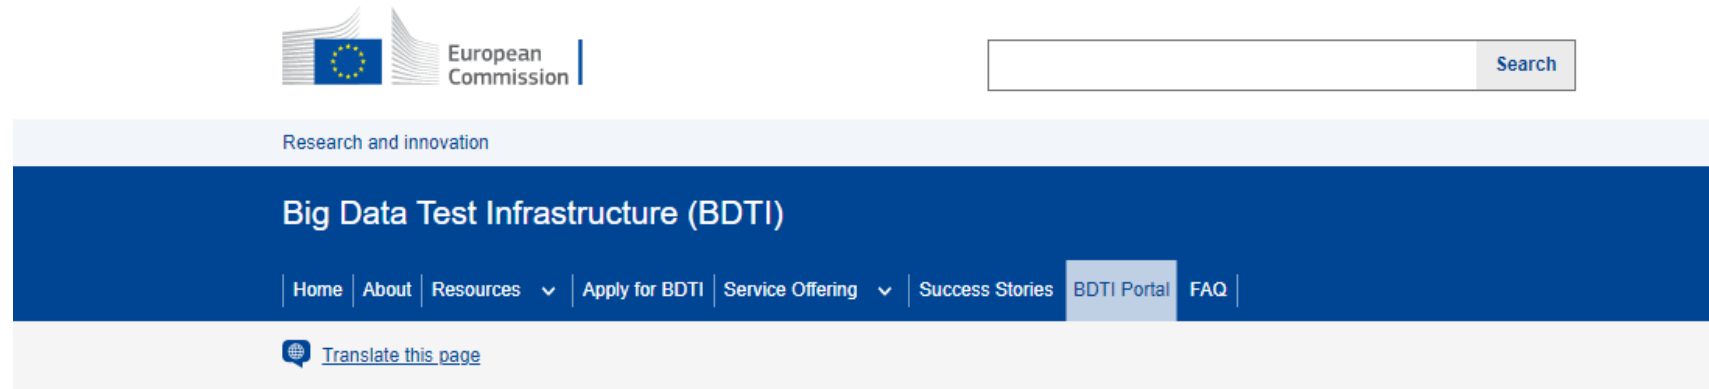 European
Commission
Search
Research and innovation
Big Data Test Infrastructure (BDTI)
Home About Resources Apply for BDTI Service Offering Success Stories BDTI Portal FAQ
Translate this page